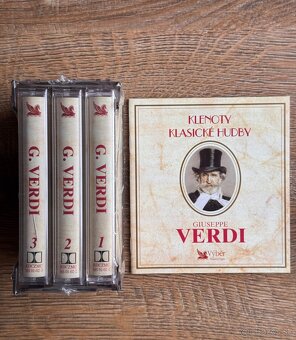 G. VERDI
3
G. VERDI
2
G. VERDI
1
KLENOTY
KLASICKÉ HUDBY
GIUSEPPE
VERDI
Výběr